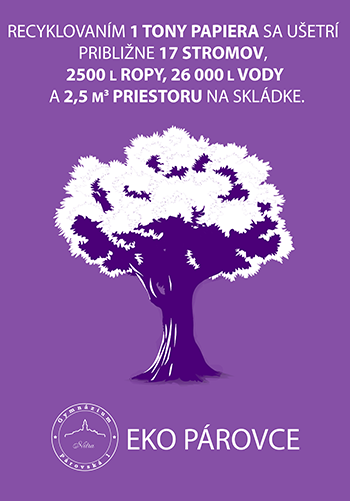 RECYKLOVANÍM 1 TONY PAPIERA SA UŠETRÍ
PRIBLIŽNE 17 STROMOV,
2500 L ROPY, 26 000 L VODY
A 2,5 M³ PRIESTORU NA SKLÁDKE.
Gymnázium
Nitra
Párovská 1
EKO PÁROVCE